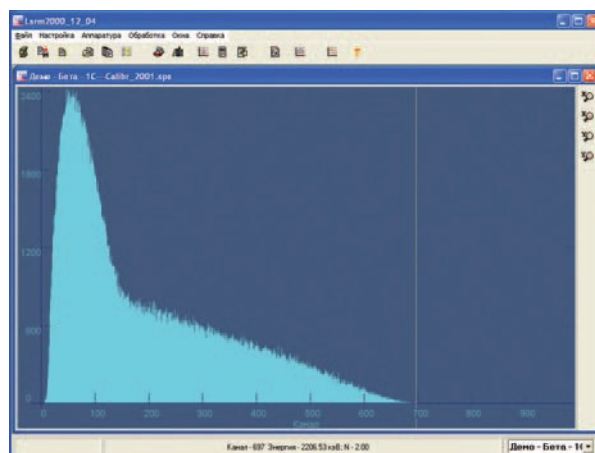 Lsrm2000_12_04
Файл Настройка Аппаратура Обработка Окна Справка
Демо - Бета - 1С---Calibr_2001.spe
2400
1800
1200
600
0
0 100 200 300 400 500 600 700 800 900
Канал
Канал - 697 Энергия - 2206.53 кэВ: N - 2.00
Демо - Бета - 1С